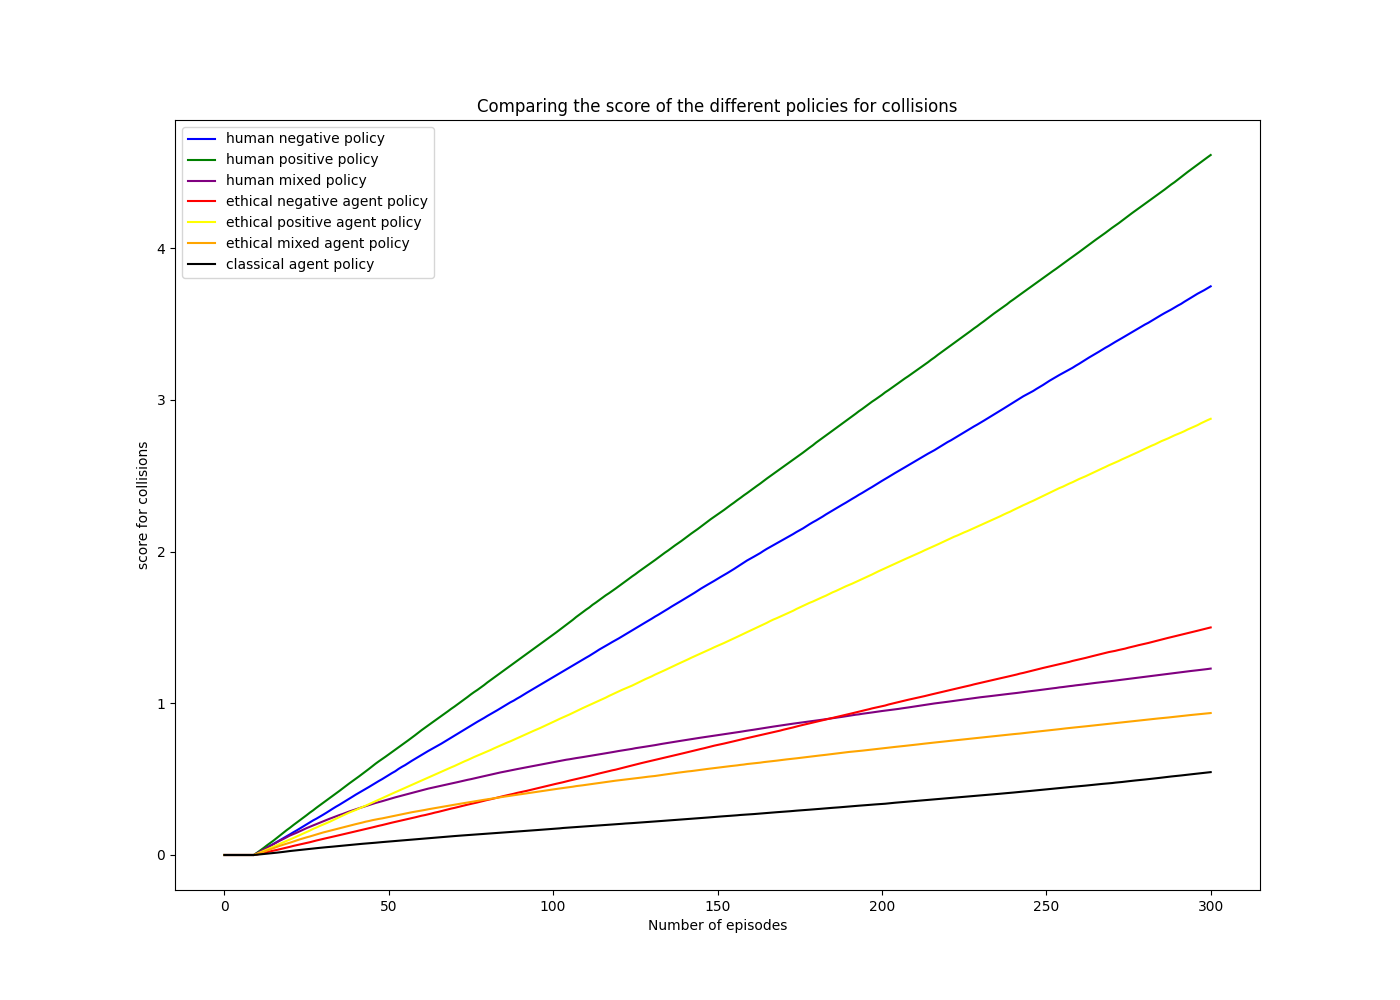 Comparing the score of the different policies for collisions
human negative policy
human positive policy
human mixed policy
ethical negative agent policy
ethical positive agent policy
ethical mixed agent policy
classical agent policy
4
3
2
1
0
score for collisions
0 50 100 150 200 250 300
Number of episodes